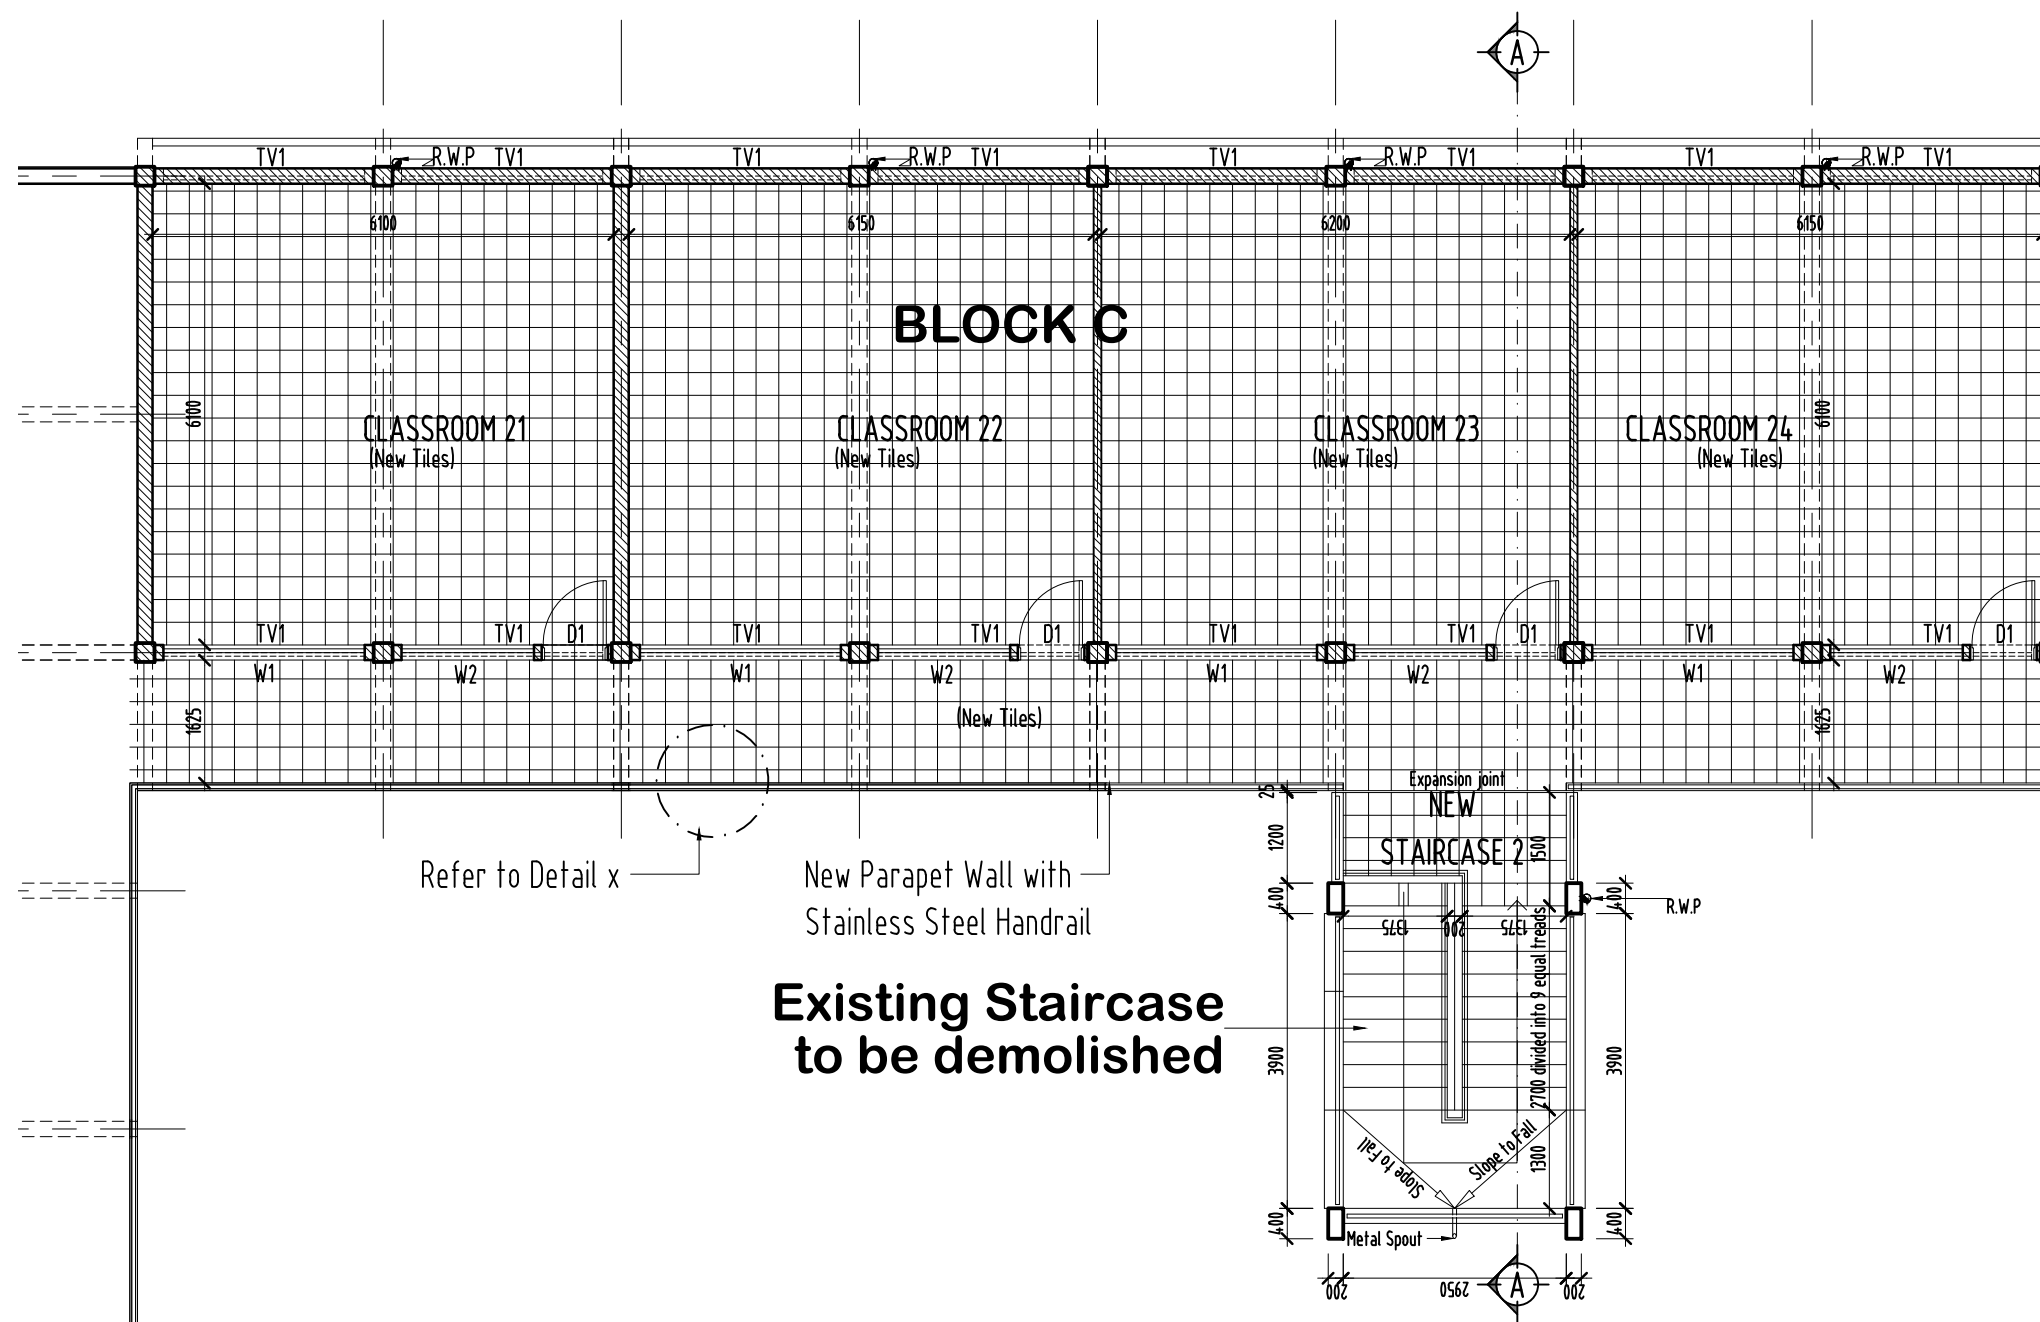 A
TV1
R.W.P
TV1
TV1
R.W.P
TV1
TV1
R.W.P
TV1
TV1
R.W.P
TV1
6100
6150
6200
6150
BLOCK C
6100
6100
CLASSROOM 21
(New Tiles)
CLASSROOM 22
(New Tiles)
CLASSROOM 23
(New Tiles)
CLASSROOM 24
(New Tiles)
TV1
TV1
D1
TV1
TV1
D1
TV1
TV1
D1
TV1
TV1
D1
W1
W2
W1
W2
W1
W2
W1
W2
1625
(New Tiles)
1625
Expansion joint
25
NEW
STAIRCASE 2
1200
1500
Refer to Detail x
New Parapet Wall with
Stainless Steel Handrail
400
400
R.W.P
1375
200
1375
Existing Staircase
to be demolished
3900
2700 divided into 9 equal treads
3900
Slope to Fall
Slope to Fall
1300
400
400
Metal Spout
200
2950
200
A